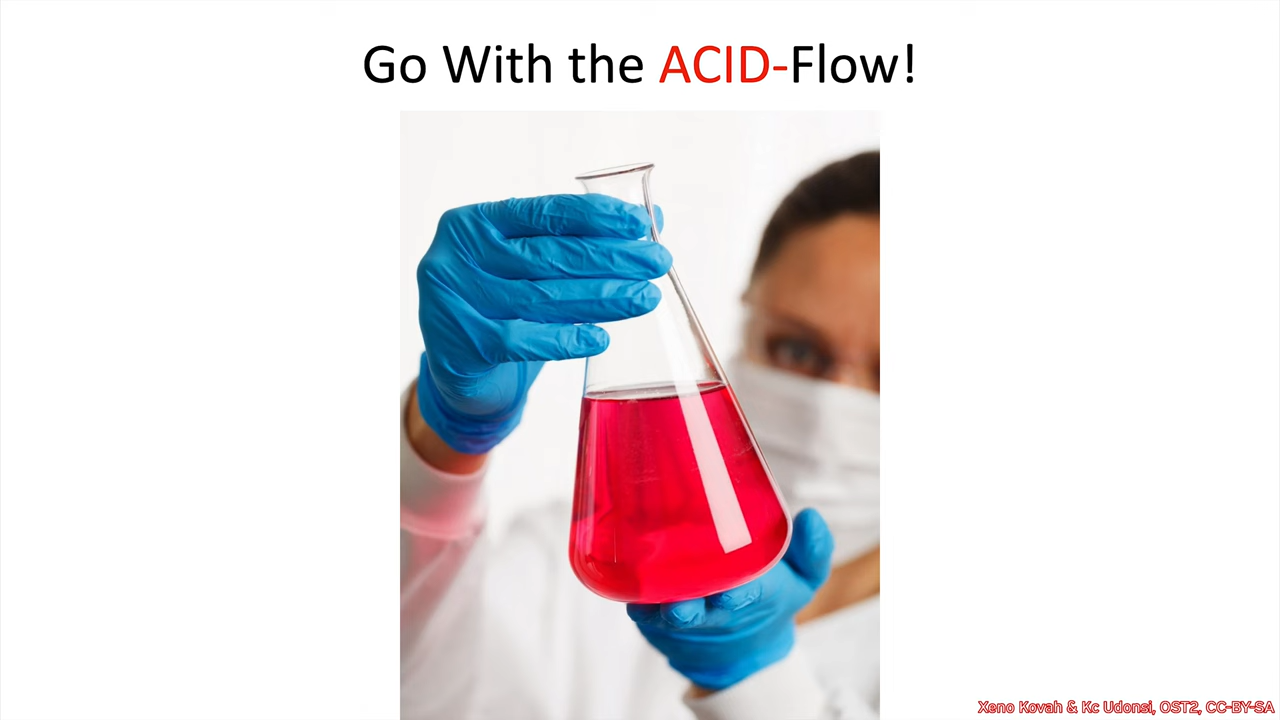 Go With the ACID-Flow!
Xeno Kovah & Kc Udonsi, OST2, CC-BY-SA